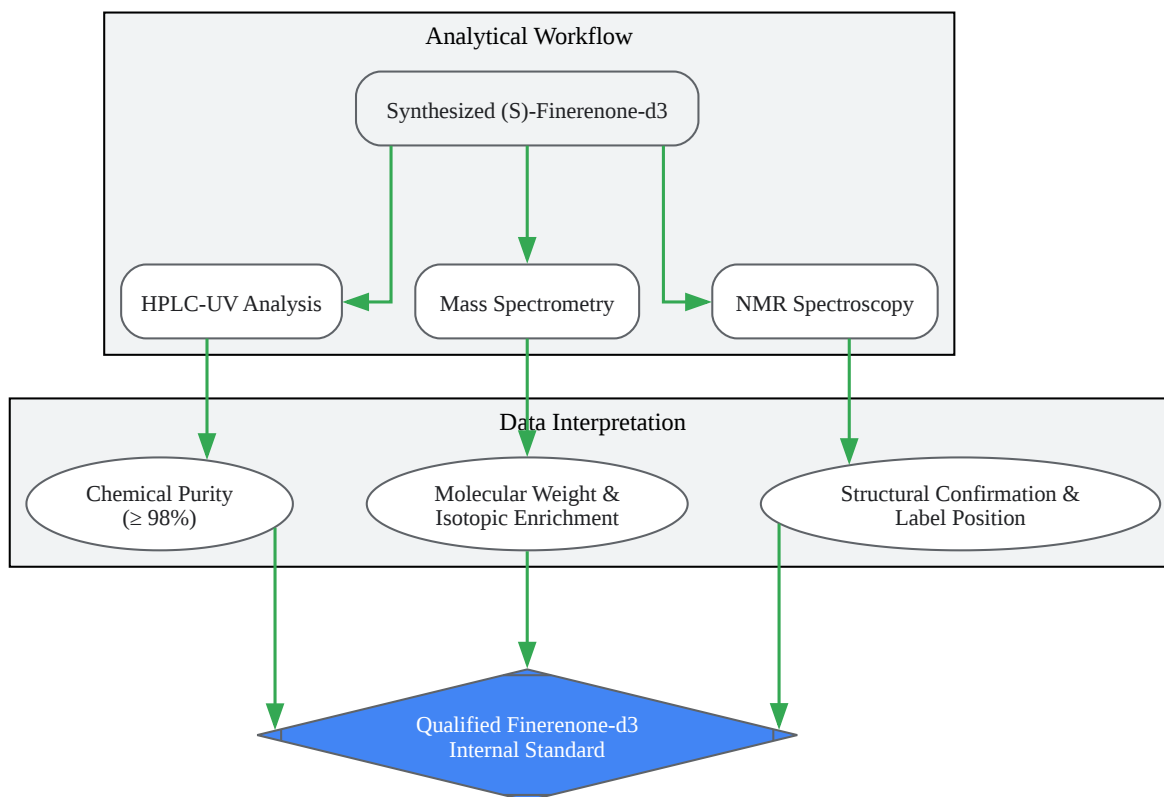 Analytical Workflow
Synthesized (S)-Finerenone-d3
HPLC-UV Analysis
Mass Spectrometry
NMR Spectroscopy
Data Interpretation
Chemical Purity
(≥ 98%)
Molecular Weight &
Isotopic Enrichment
Structural Confirmation &
Label Position
Qualified Finerenone-d3
Internal Standard